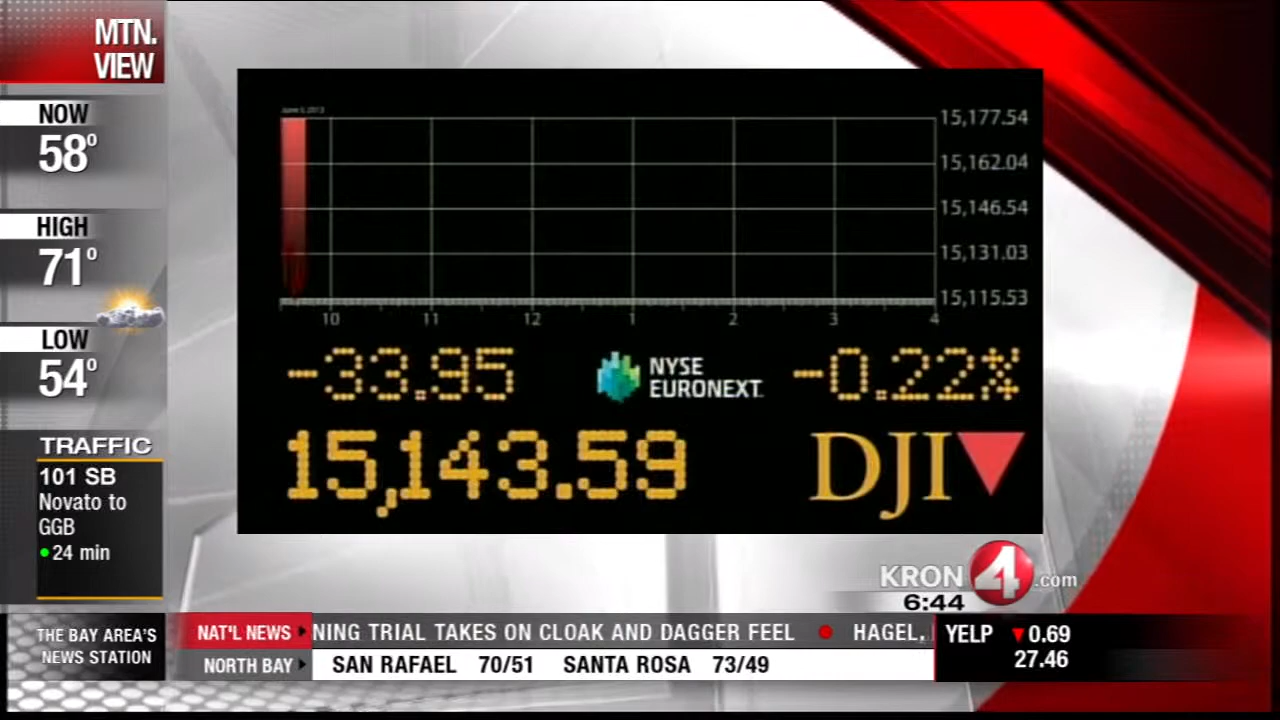 MTN.
VIEW
NOW
58°
HIGH
71°
LOW
54°
TRAFFIC
101 SB
Novato to
GGB
24 min
THE BAY AREA'S
NEWS STATION
15,177.54
15,162.04
15,146.54
15,131.03
15,115.53
10 11 12 1 2 3 4
-33.95
NYSE
EURONEXT
-0.22%
15,143.59
DJI
KRON 4 .com
6:44
NAT'L NEWS NING TRIAL TAKES ON CLOAK AND DAGGER FEEL HAGEL,
NORTH BAY SAN RAFAEL 70/51 SANTA ROSA 73/49
YELP 0.69
27.46